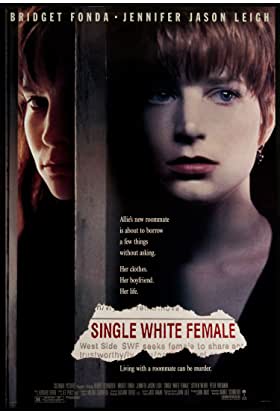 BRIDGET FONDA · JENNIFER JASON LEIGH
Allie's new roommate
is about to borrow
a few things
without asking.
Her clothes.
Her boyfriend.
Her life.
SINGLE WHITE FEMALE
West Side SWF seeks female to share apt
trustworthy
Living with a roommate can be murder.